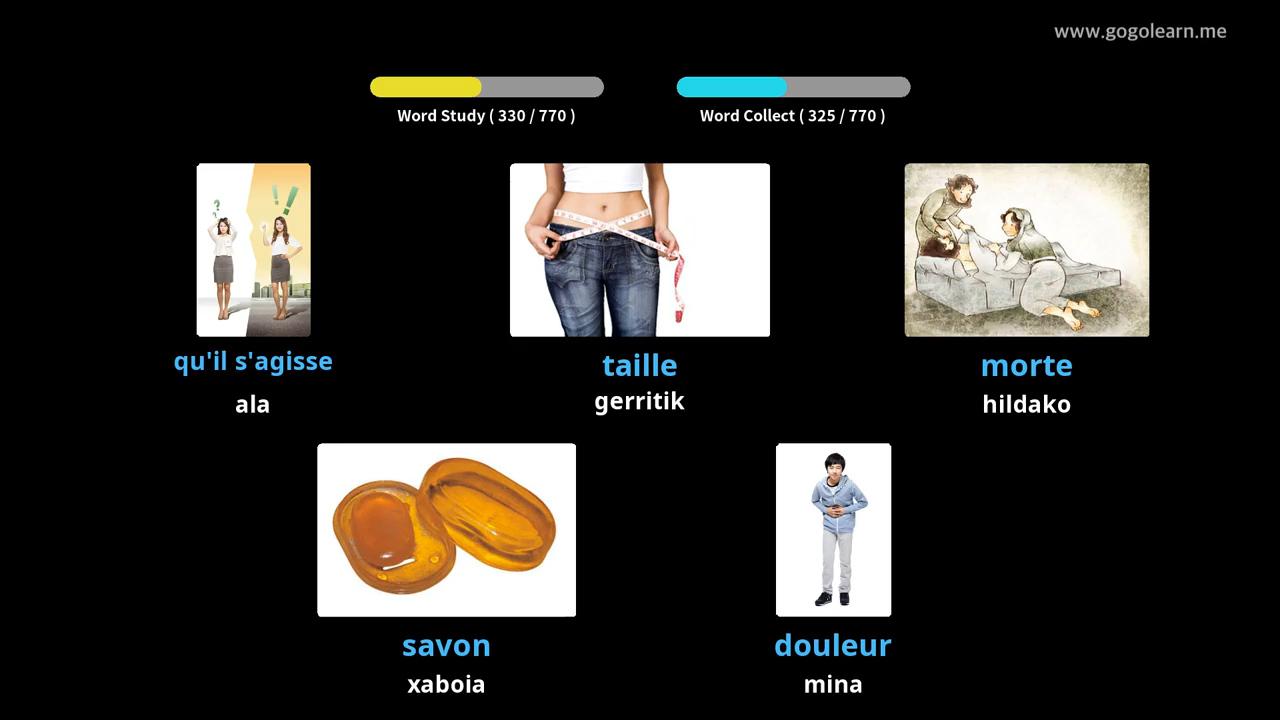 www.gogolearn.me
Word Study ( 330 / 770 )
Word Collect ( 325 / 770 )
qu'il s'agisse
ala
taille
gerritik
morte
hildako
savon
xaboia
douleur
mina